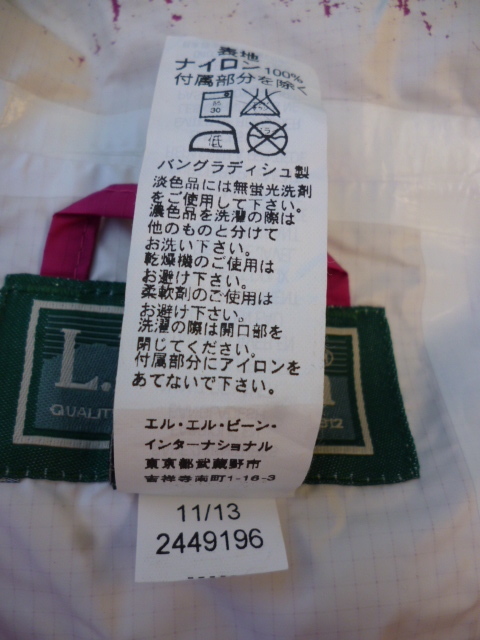 表地
ナイロン100%
付属部分を除く
弱
30
低
バングラディシュ製
淡色品には無蛍光洗剤
をご使用して下さい。
濃色品を洗濯の際は
他のものと分けて
お洗い下さい。
乾燥機のご使用は
お避け下さい。
柔軟剤のご使用は
お避け下さい。
洗濯の際は開口部を
閉じてください。
付属部分にアイロンを
あてないで下さい。
L.
n
QUALIT
エル・エル・ビーン・
インターナショナル
東京都武蔵野市
吉祥寺南町1-16-3
11/13
2449196